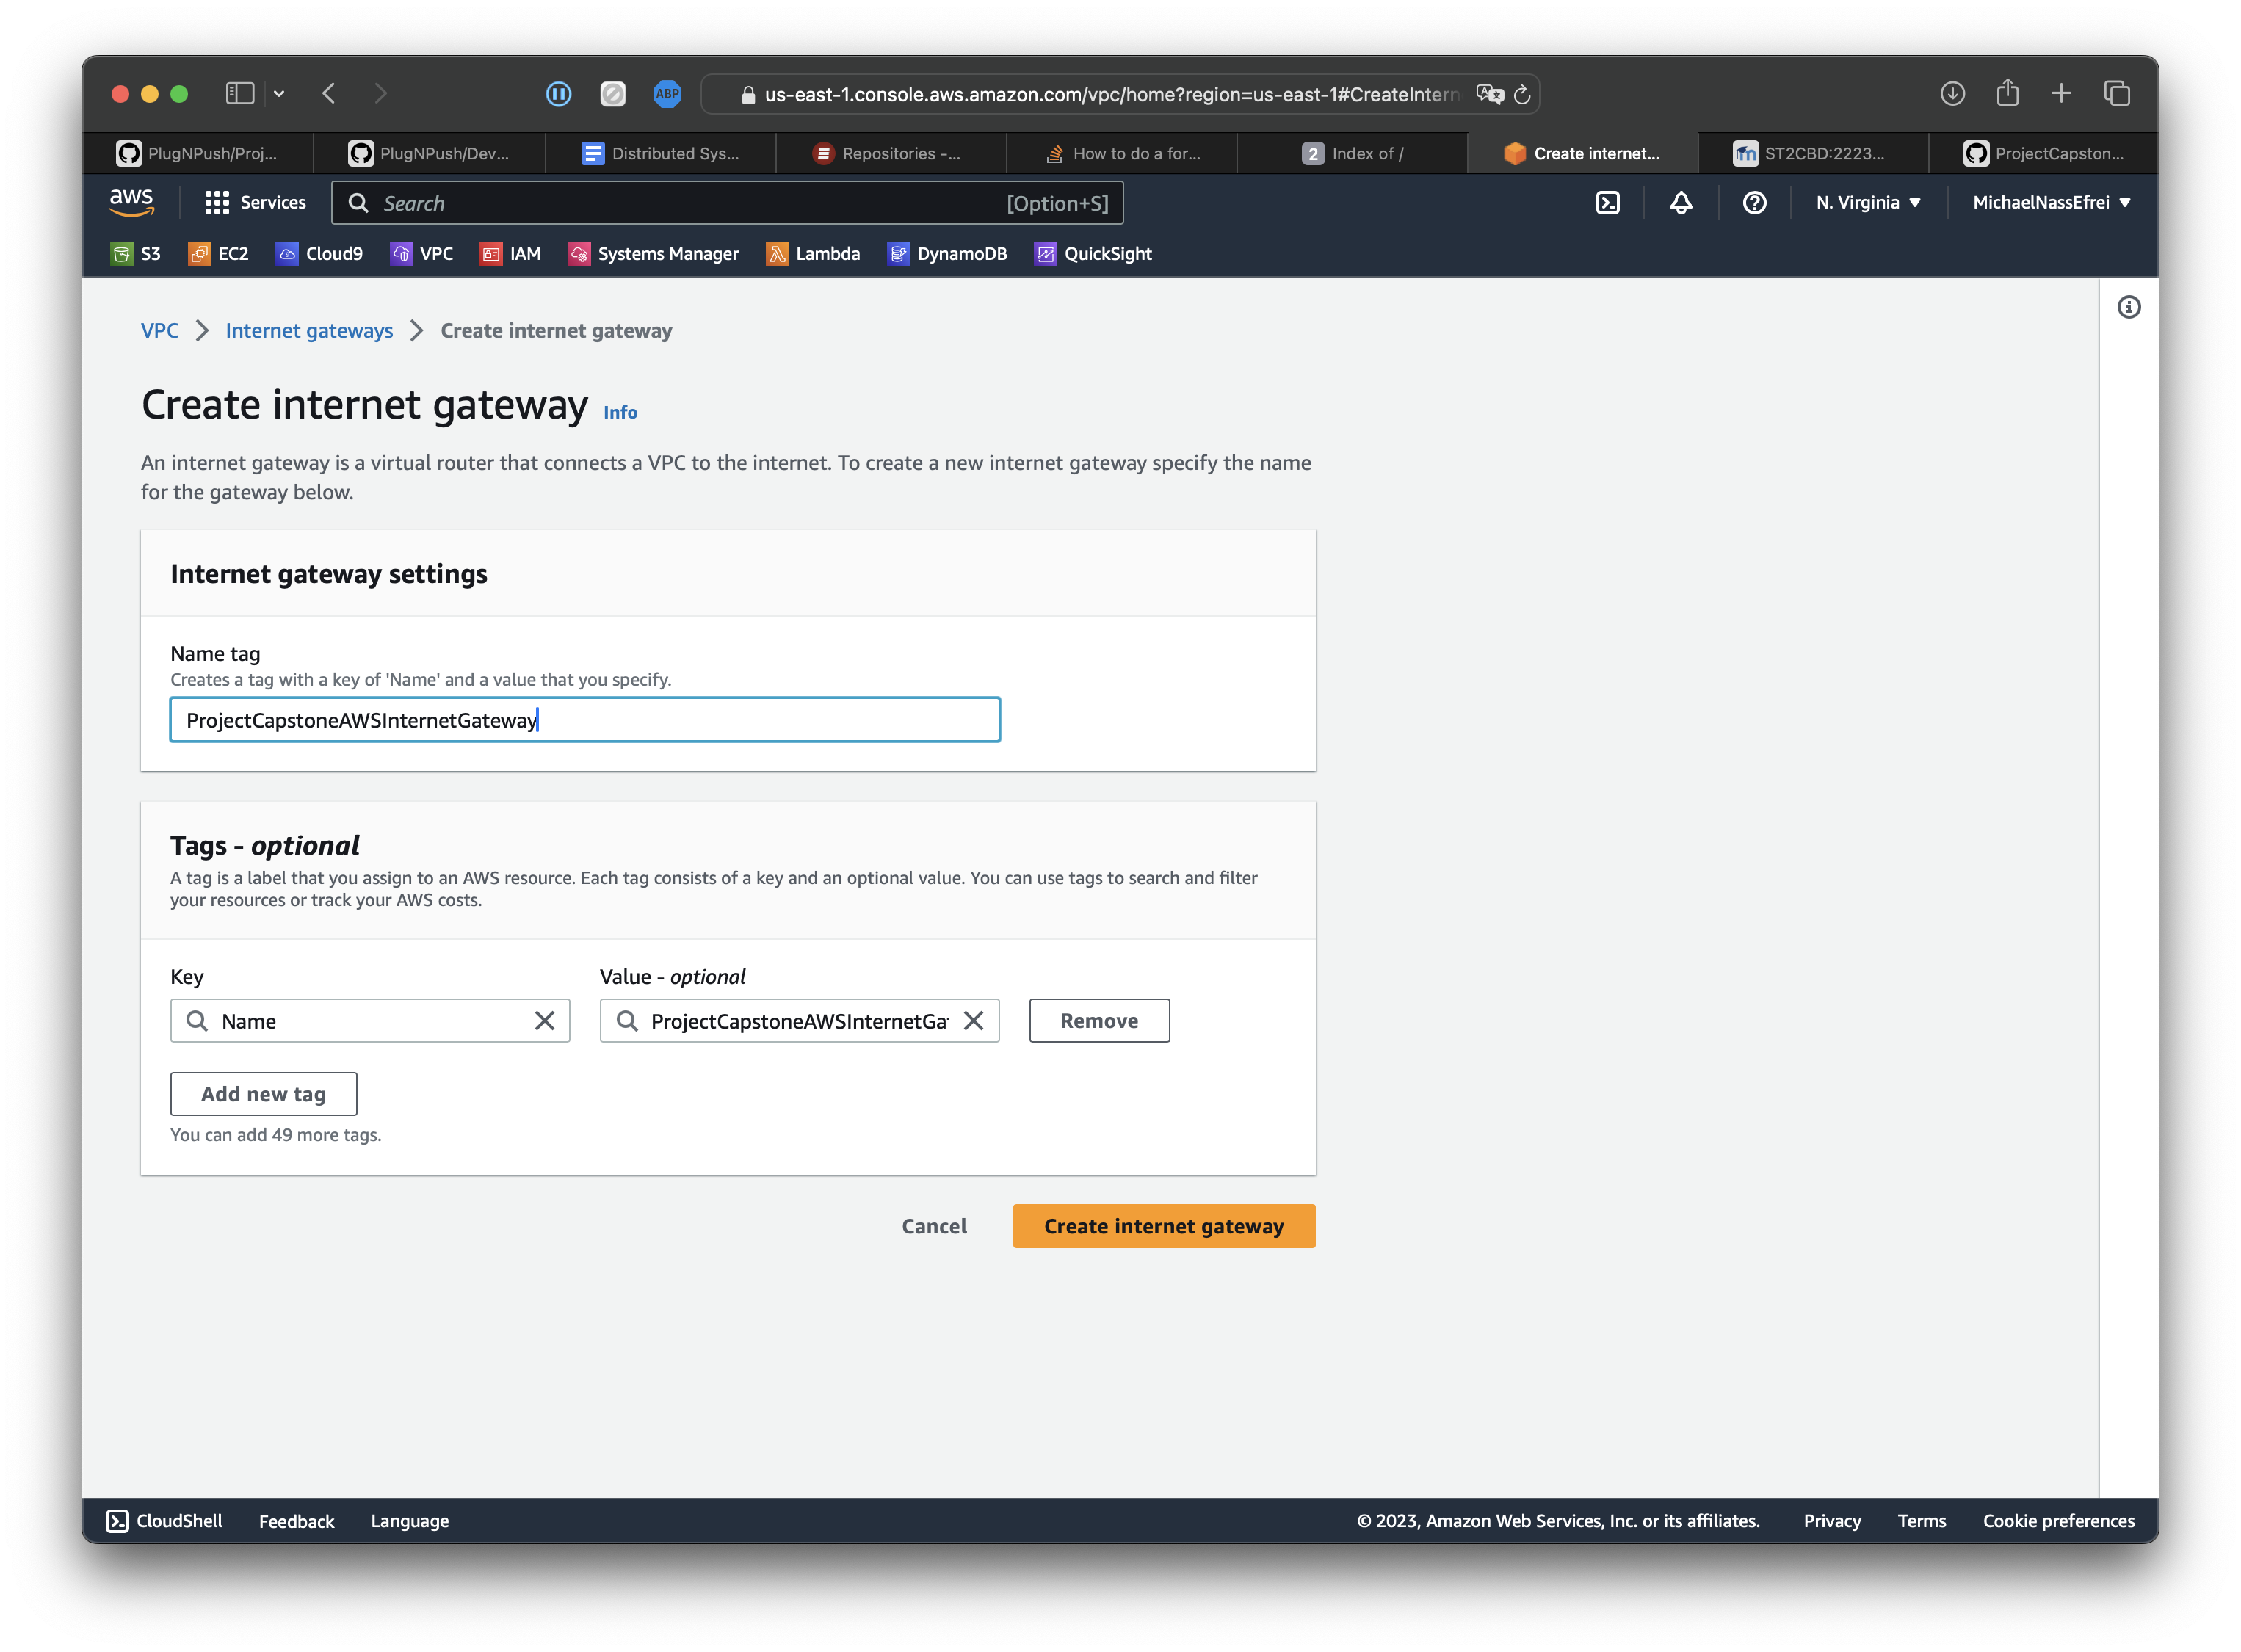 ABP
us-east-1.console.aws.amazon.com/vpc/home?region=us-east-1#CreateIntern
PlugNPush/Proj...
PlugNPush/Dev...
Distributed Sys...
Repositories -...
How to do a for...
2 Index of /
Create internet...
ST2CBD:2223...
ProjectCapston...
aws
Services
Search
[Option+S]
N. Virginia
MichaelNassEfrei
S3
EC2
Cloud9
VPC
IAM
Systems Manager
Lambda
DynamoDB
QuickSight
VPC
Internet gateways
Create internet gateway
Create internet gateway Info
An internet gateway is a virtual router that connects a VPC to the internet. To create a new internet gateway specify the name
for the gateway below.
Internet gateway settings
Name tag
Creates a tag with a key of 'Name' and a value that you specify.
ProjectCapstoneAWSInternetGateway
Tags - optional
A tag is a label that you assign to an AWS resource. Each tag consists of a key and an optional value. You can use tags to search and filter
your resources or track your AWS costs.
Key
Value - optional
Name
ProjectCapstoneAWSInternetGa
Remove
Add new tag
You can add 49 more tags.
Cancel
Create internet gateway
CloudShell
Feedback
Language
© 2023, Amazon Web Services, Inc. or its affiliates.
Privacy
Terms
Cookie preferences